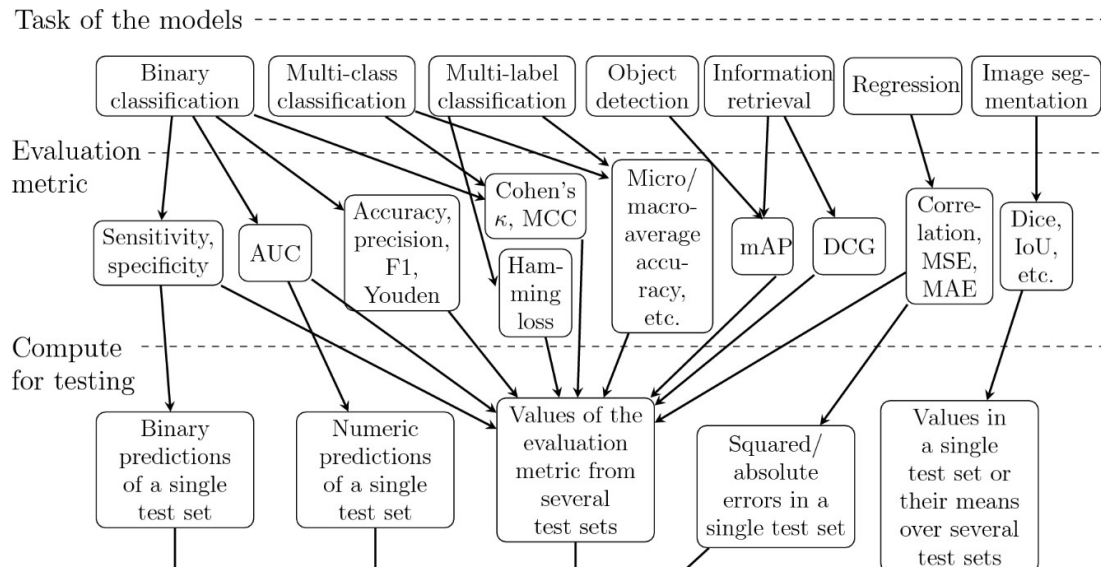 Task of the models
Binary
classification
Multi-class
classification
Multi-label
classification
Object
detection
Information
retrieval
Regression
Image seg-
mentation
Evaluation
metric
Sensitivity,
specificity
AUC
Accuracy,
precision,
F1,
Youden
Cohen's
κ, MCC
Ham-
ming
loss
Micro/
macro-
average
accu-
racy,
etc.
mAP
DCG
Corre-
lation,
MSE,
MAE
Dice,
IoU,
etc.
Compute
for testing
Binary
predictions
of a single
test set
Numeric
predictions
of a single
test set
Values of the
evaluation
metric from
several
test sets
Squared/
absolute
errors in a
single test set
Values in
a single
test set or
their means
over several
test sets